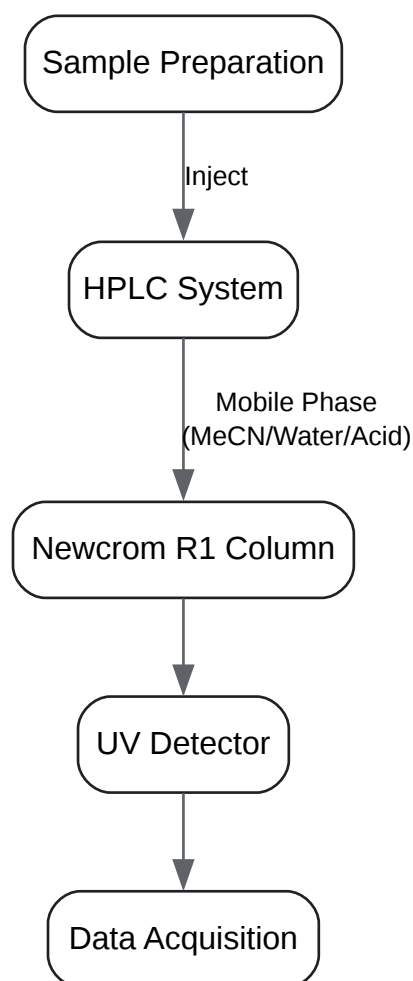 Sample Preparation
Inject
HPLC System
Mobile Phase
(MeCN/Water/Acid)
Newcrom R1 Column
UV Detector
Data Acquisition